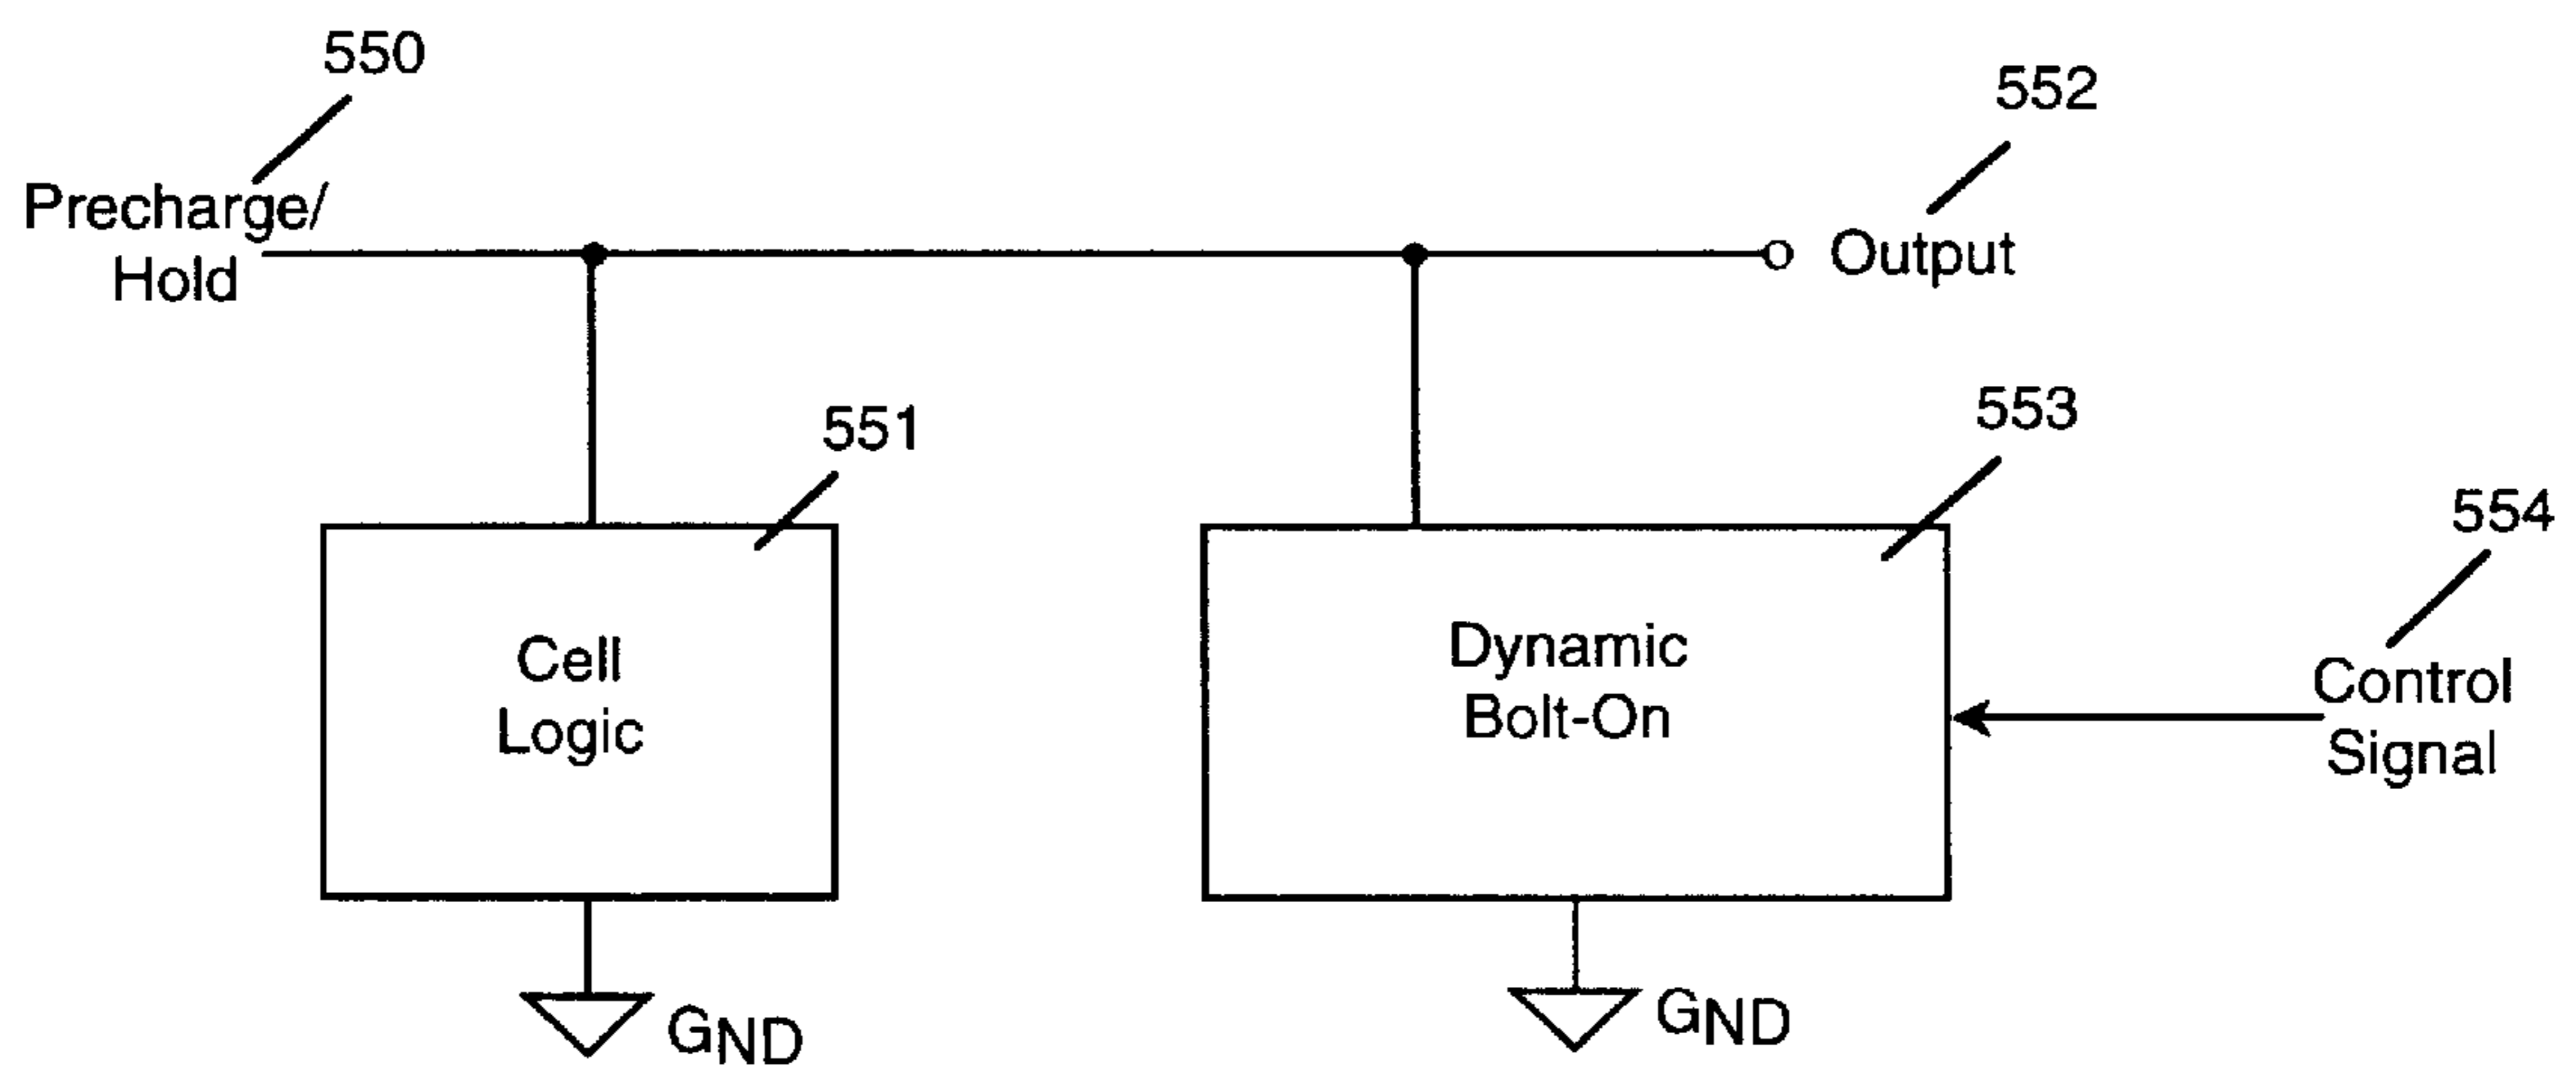 550
552
Precharge/
Hold
Output
551
553
554
Cell
Logic
Dynamic
Bolt-On
Control
Signal
GND
GND